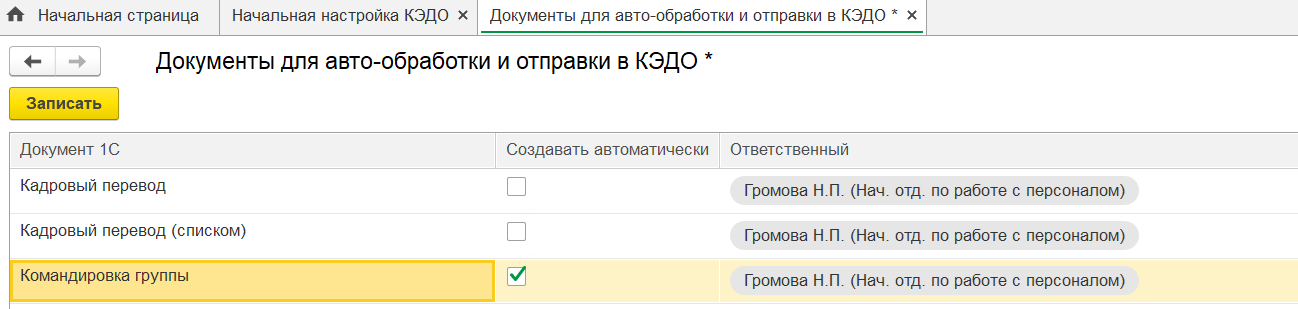 Начальная страница Начальная настройка КЭДО Документы для авто-обработки и отправки в КЭДО *
Документы для авто-обработки и отправки в КЭДО *
Записать
Документ 1С Создавать автоматически Ответственный
Кадровый перевод Громова Н.П. (Нач. отд. по работе с персоналом)
Кадровый перевод (списком) Громова Н.П. (Нач. отд. по работе с персоналом)
Командировка группы Громова Н.П. (Нач. отд. по работе с персоналом)